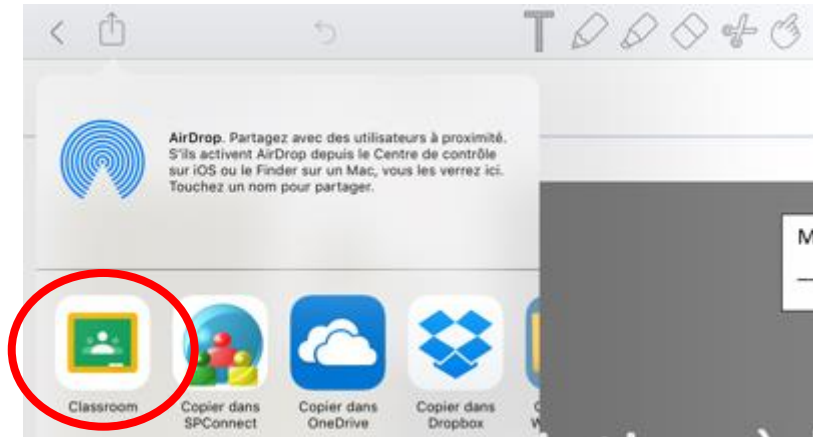 T
AirDrop. Partagez avec des utilisateurs à proximité.
S'ils activent AirDrop depuis le Centre de contrôle
sur iOS ou le Finder sur un Mac, vous les verrez ici.
Touchez un nom pour partager.
M
Classroom
Copier dans
SPConnect
Copier dans
OneDrive
Copier dans
Dropbox